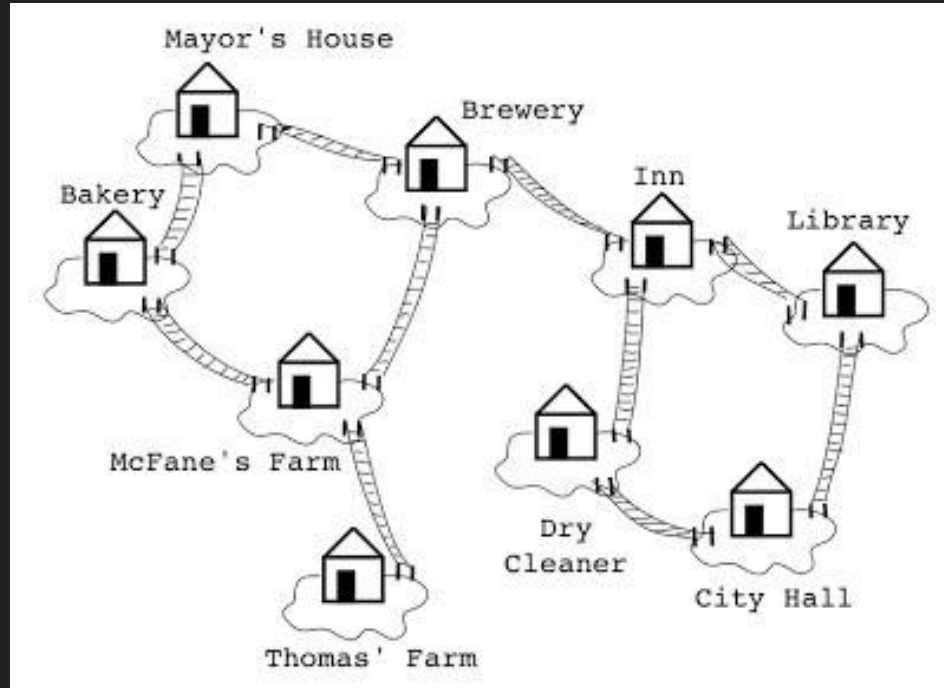 Mayor's House
Brewery
Bakery
Inn
Library
McFane's Farm
Dry
Cleaner
City Hall
Thomas' Farm